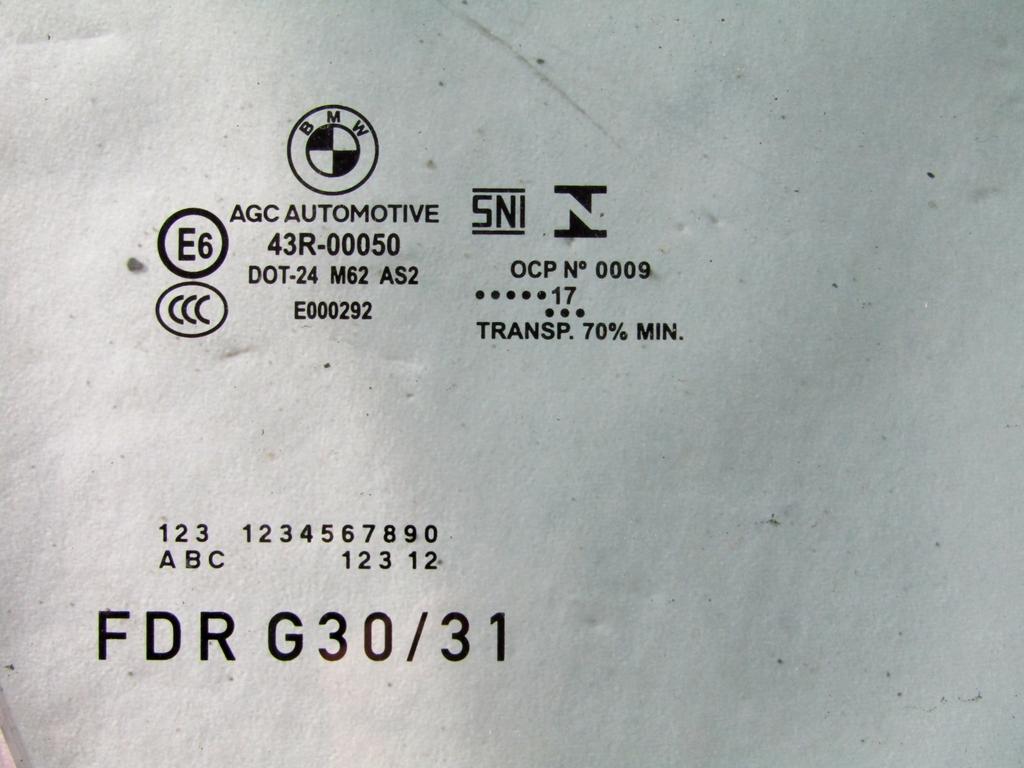 BMW
AGC AUTOMOTIVE
E6
43R-00050
DOT-24 M62 AS2
CCC
E000292
SNI
N
OCP Nº 0009
•••••17
•••
TRANSP. 70% MIN.
123 1234567890
ABC 123 12
FDR G30/31